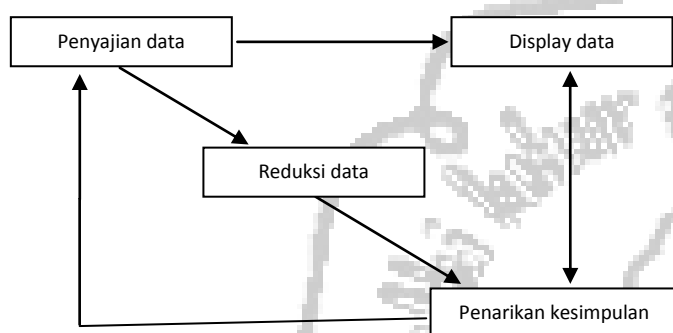 Penyajian data
Display data
Reduksi data
Penarikan kesimpulan